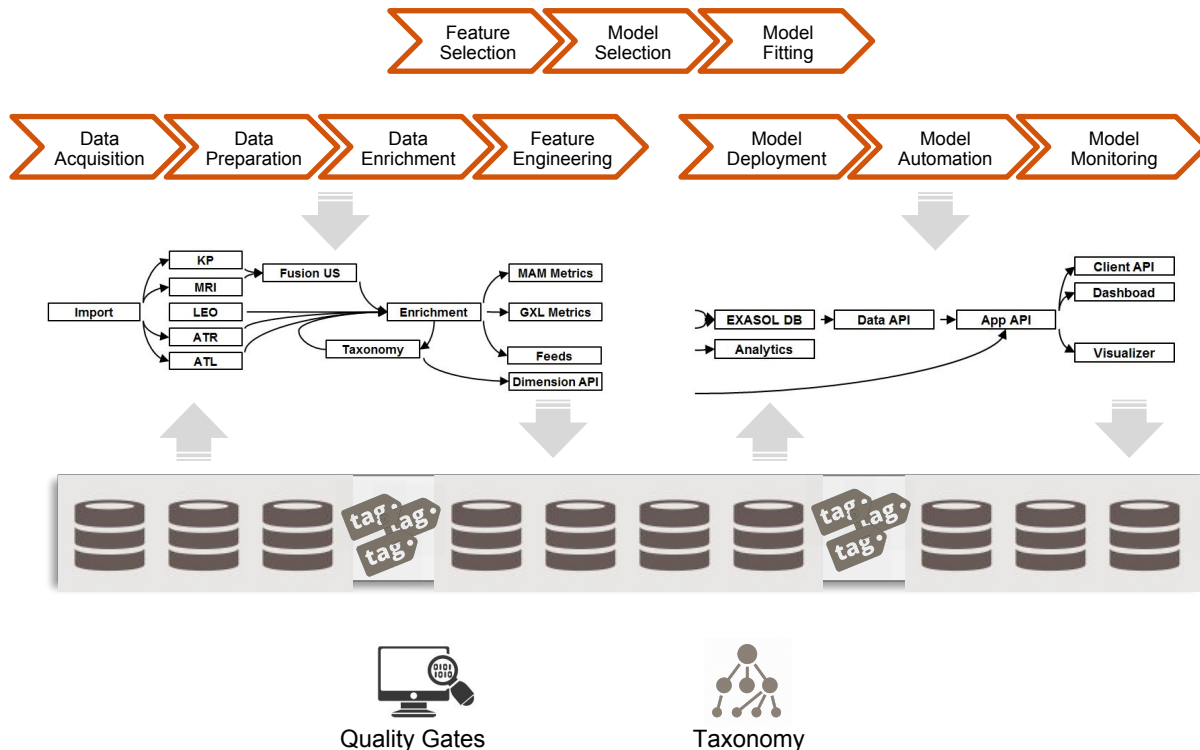 Feature
Selection
Model
Selection
Model
Fitting
Data
Acquisition
Data
Preparation
Data
Enrichment
Feature
Engineering
Model
Deployment
Model
Automation
Model
Monitoring
Import
KP
MRI
LEO
ATR
ATL
Fusion US
Taxonomy
Enrichment
MAM Metrics
GXL Metrics
Feeds
Dimension API
EXASOL DB
Analytics
Data API
App API
Client API
Dashboad
Visualizer
tag
tag
tag
tag
tag
tag
0101
1010
Quality Gates
Taxonomy